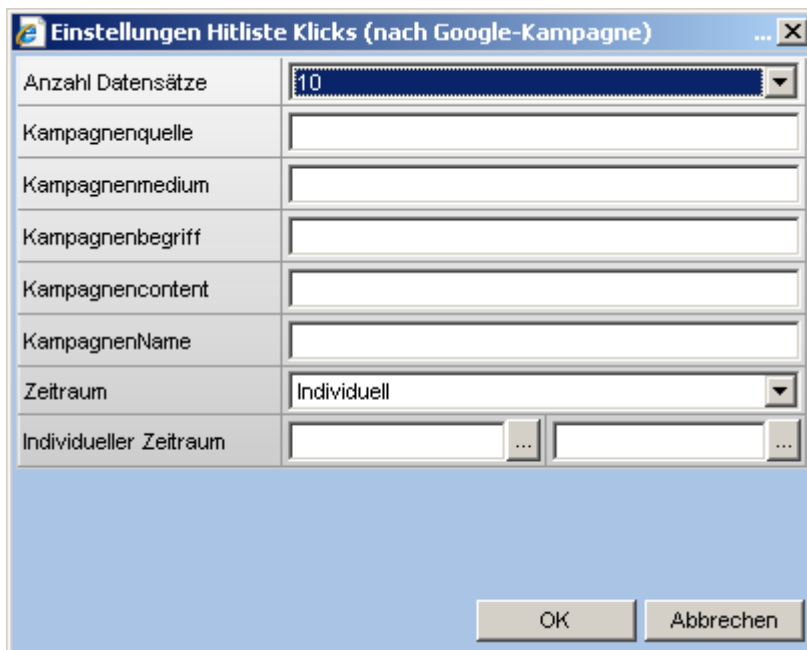 Einstellungen Hitliste Klicks (nach Google-Kampagne) ...
Anzahl Datensätze 10
Kampagnenquelle
Kampagnenmedium
Kampagnenbegriff
Kampagnencontent
KampagnenName
Zeitraum Individuell
Individueller Zeitraum ... ...
OK Abbrechen